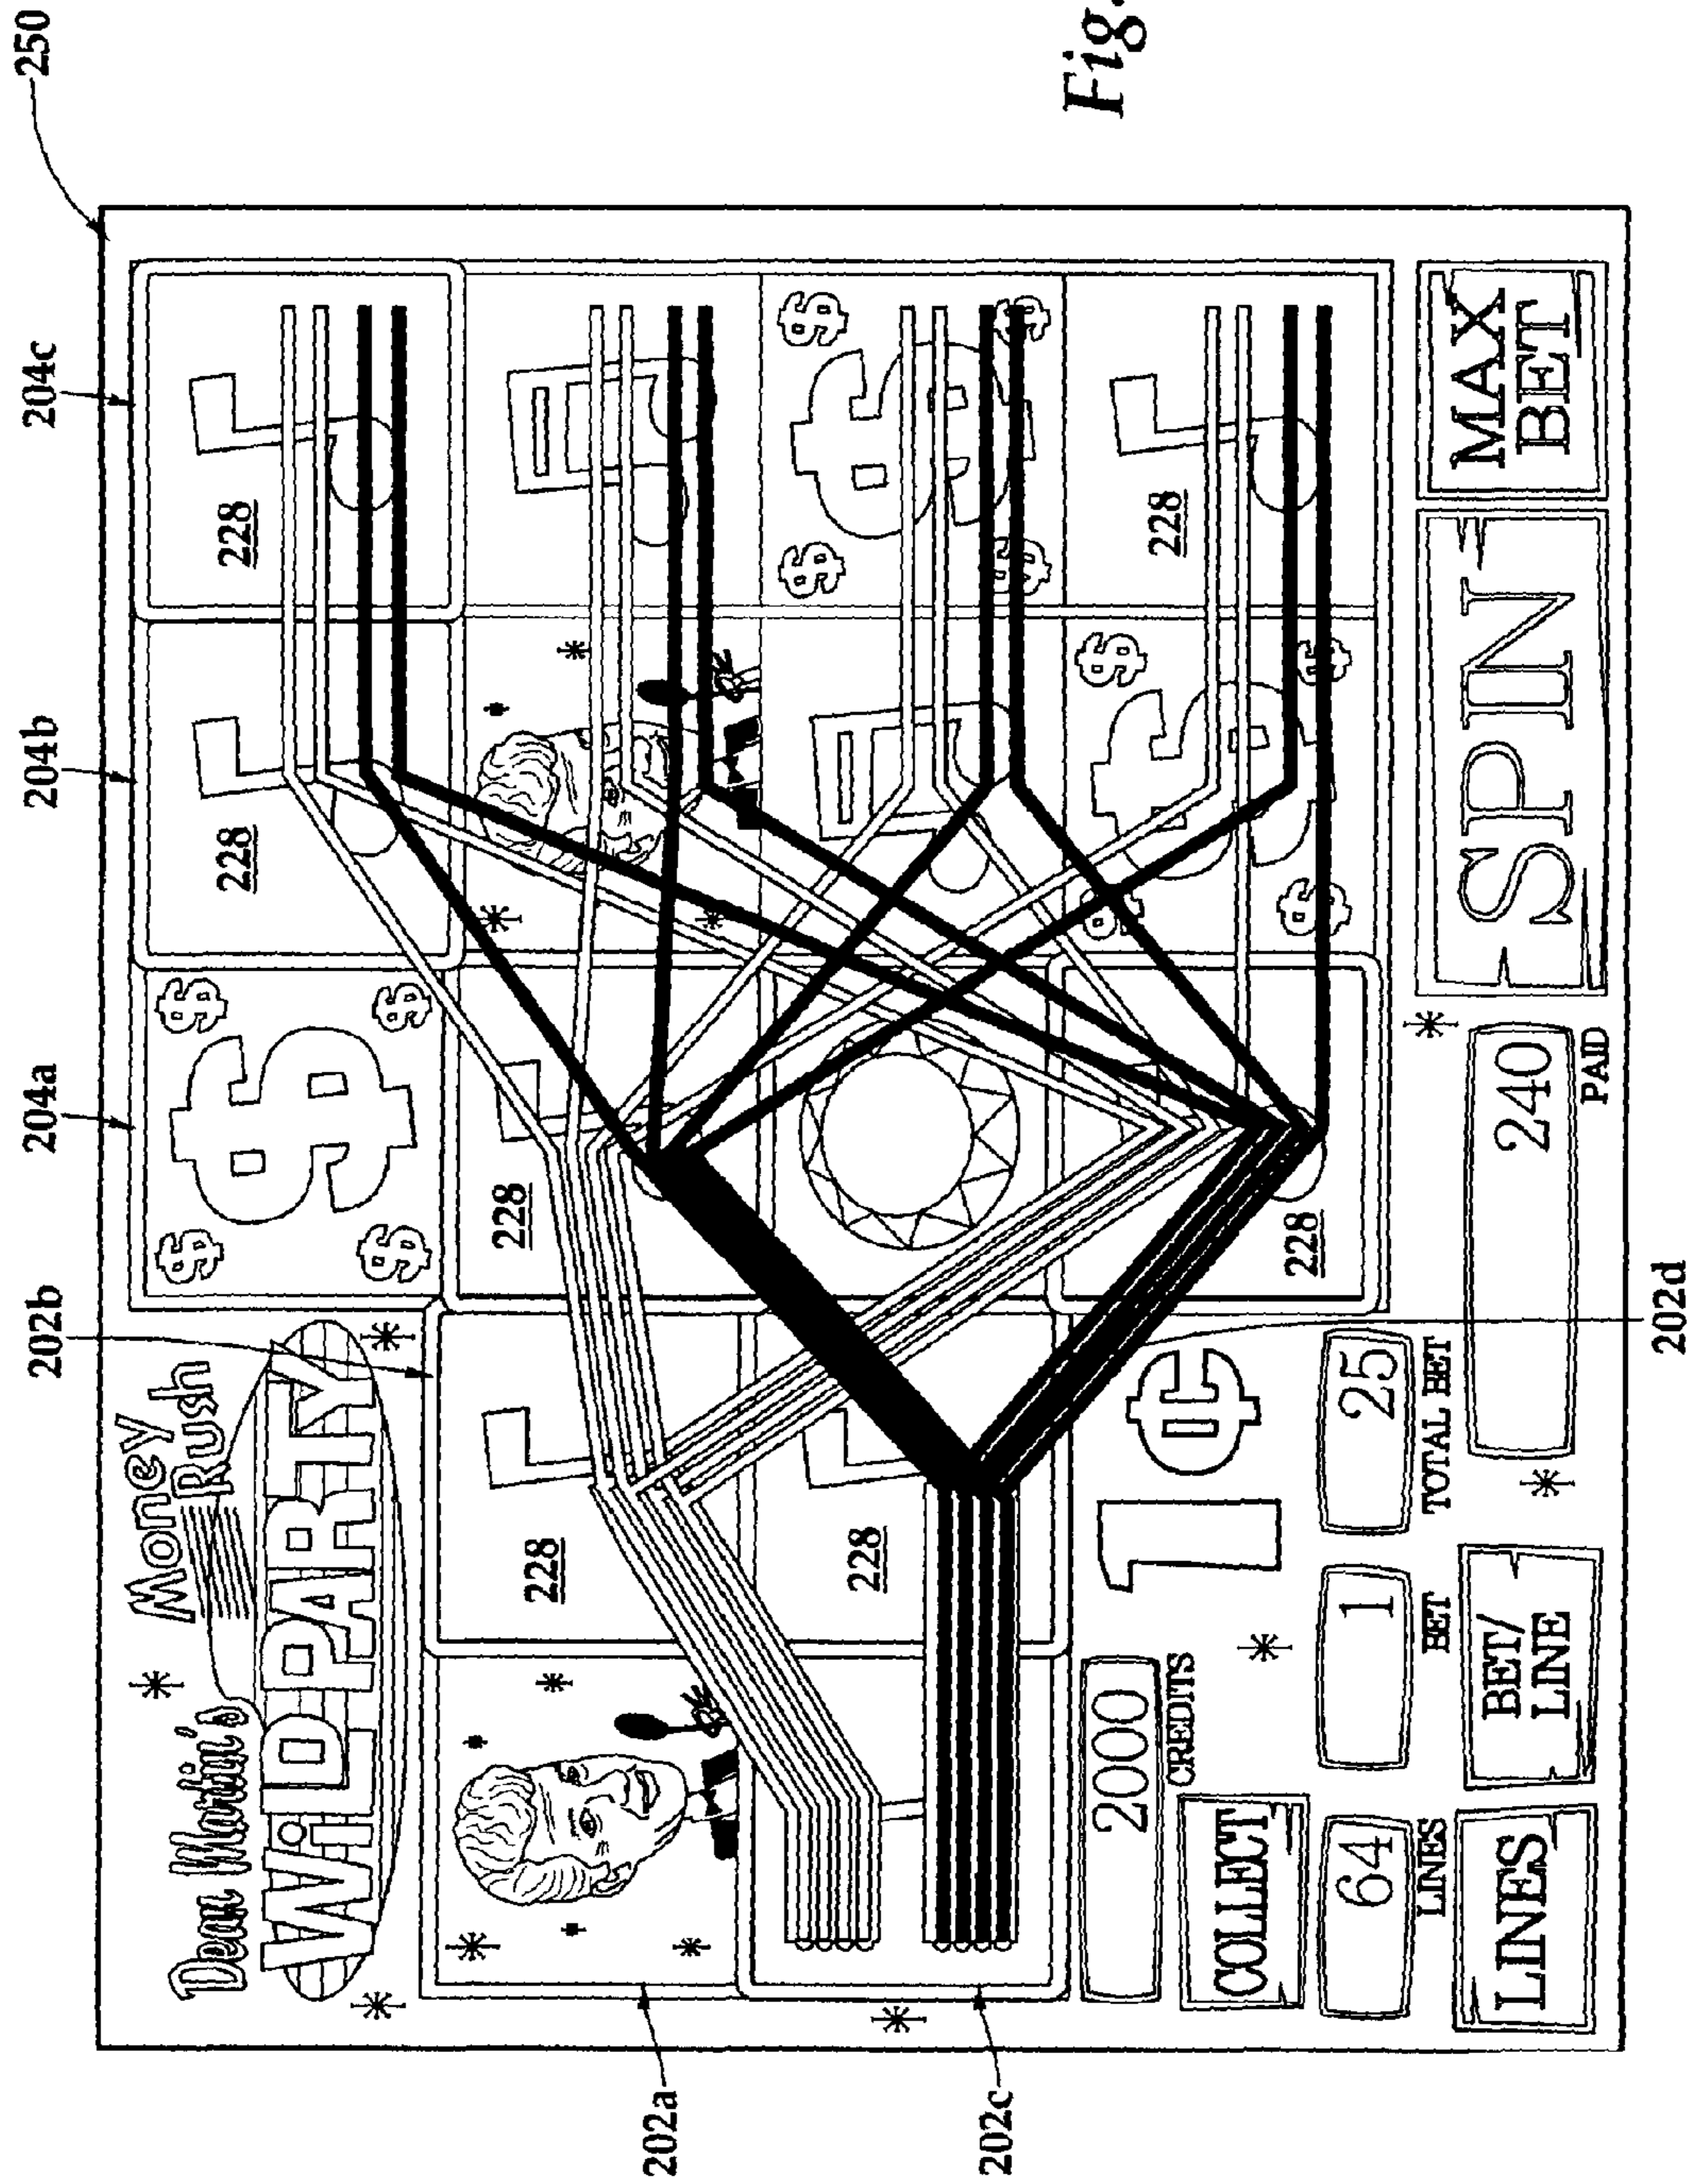 250
204c
204b
204a
202b
Dean Martin's
Money
Rush
WILD PARTY
228
228
228
228
228
228
228
1¢
2000
CREDITS
COLLECT
64
LINES
1
BET
25
TOTAL BET
240
PAID
LINES
BET/
LINE
SPIN
MAX
BET
202a
202c
202d
Fig.